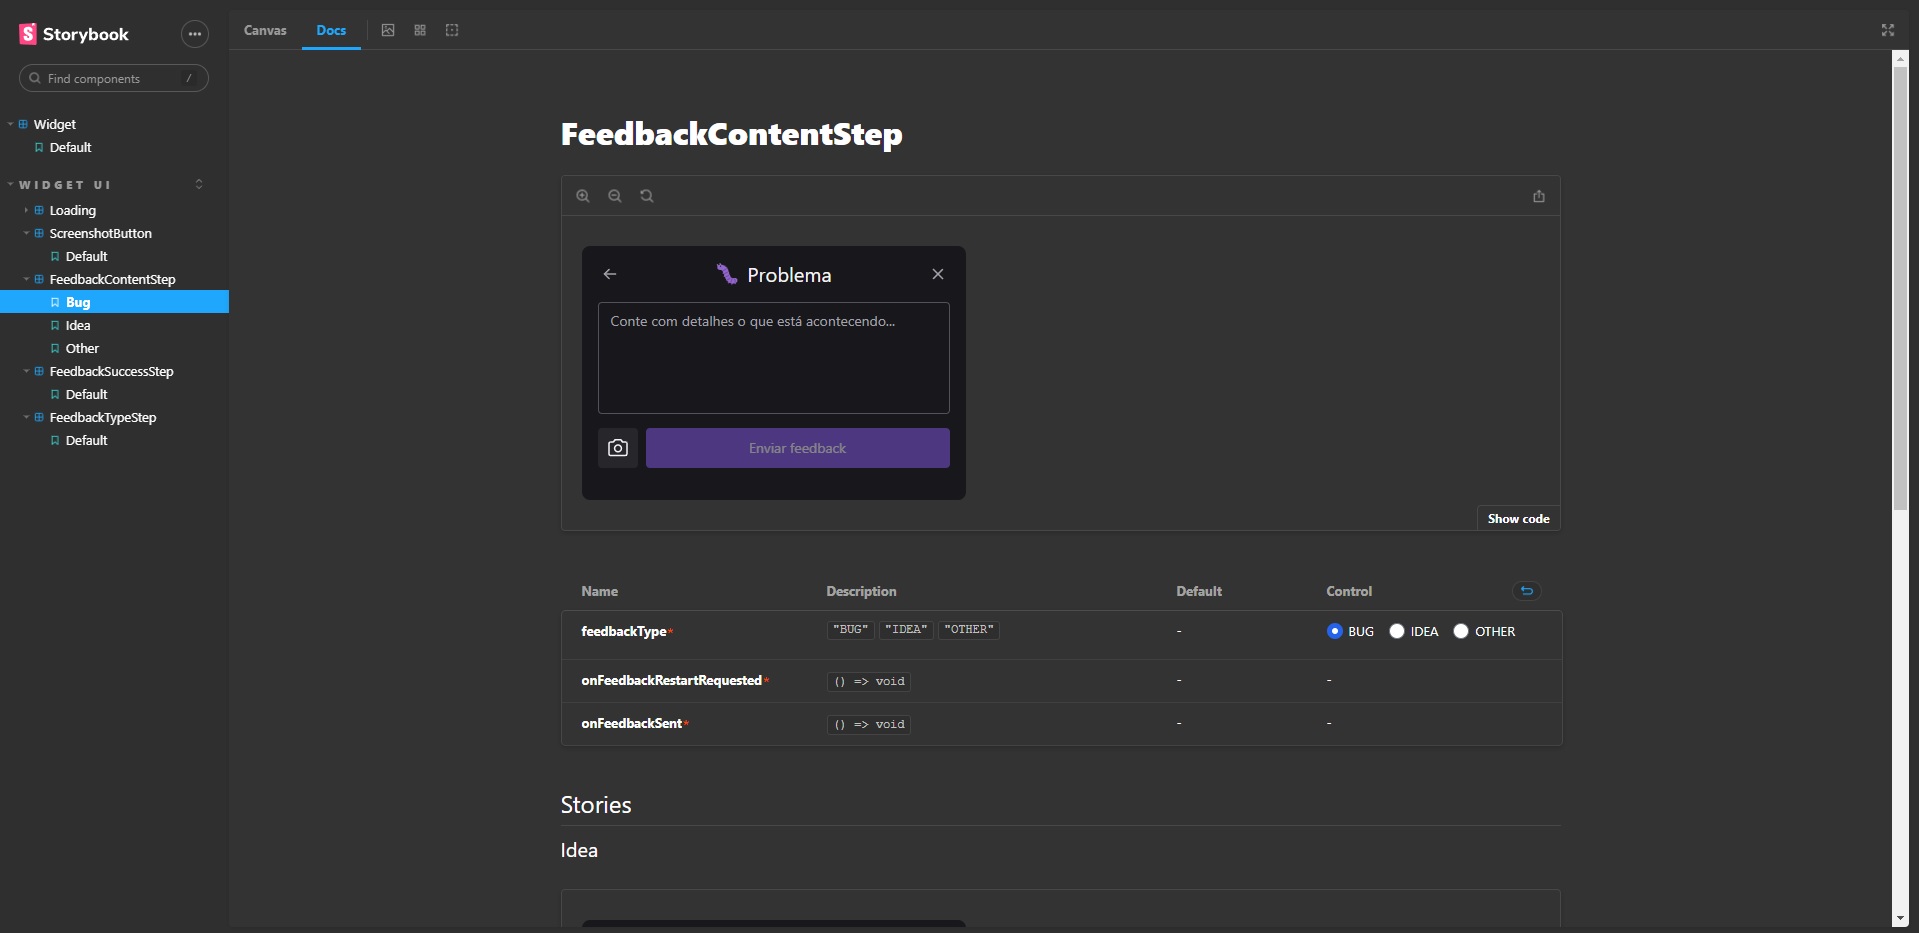 Storybook
Find components
/
Widget
Default
WIDGET UI
Loading
ScreenshotButton
Default
FeedbackContentStep
Bug
Idea
Other
FeedbackSuccessStep
Default
FeedbackTypeStep
Default
Canvas Docs
FeedbackContentStep
Problema
Conte com detalhes o que está acontecendo...
Enviar feedback
Show code
Name Description Default Control
feedbackType* "BUG" "IDEA" "OTHER" - BUG IDEA OTHER
onFeedbackRestartRequested* () => void - -
onFeedbackSent* () => void - -
Stories
Idea